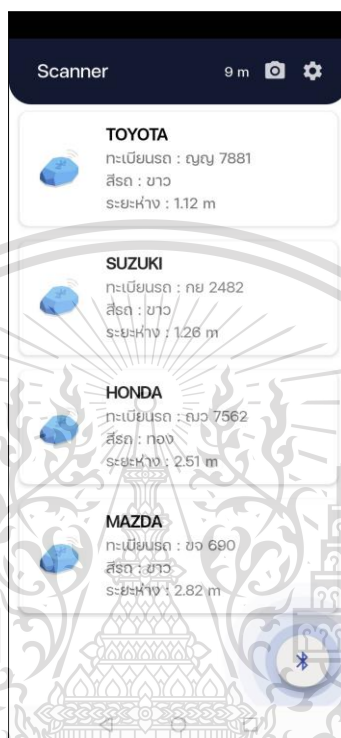 Scanner 9 m
TOYOTA
ทะเบียนรถ : ญญ 7881
สีรถ : ขาว
ระยะห่าง : 1.12 m
SUZUKI
ทะเบียนรถ : กย 2482
สีรถ : ขาว
ระยะห่าง : 1.26 m
HONDA
ทะเบียนรถ : ฌว 7562
สีรถ : ทอง
ระยะห่าง : 2.51 m
MAZDA
ทะเบียนรถ : ขอ 690
สีรถ : ขาว
ระยะห่าง : 2.82 m